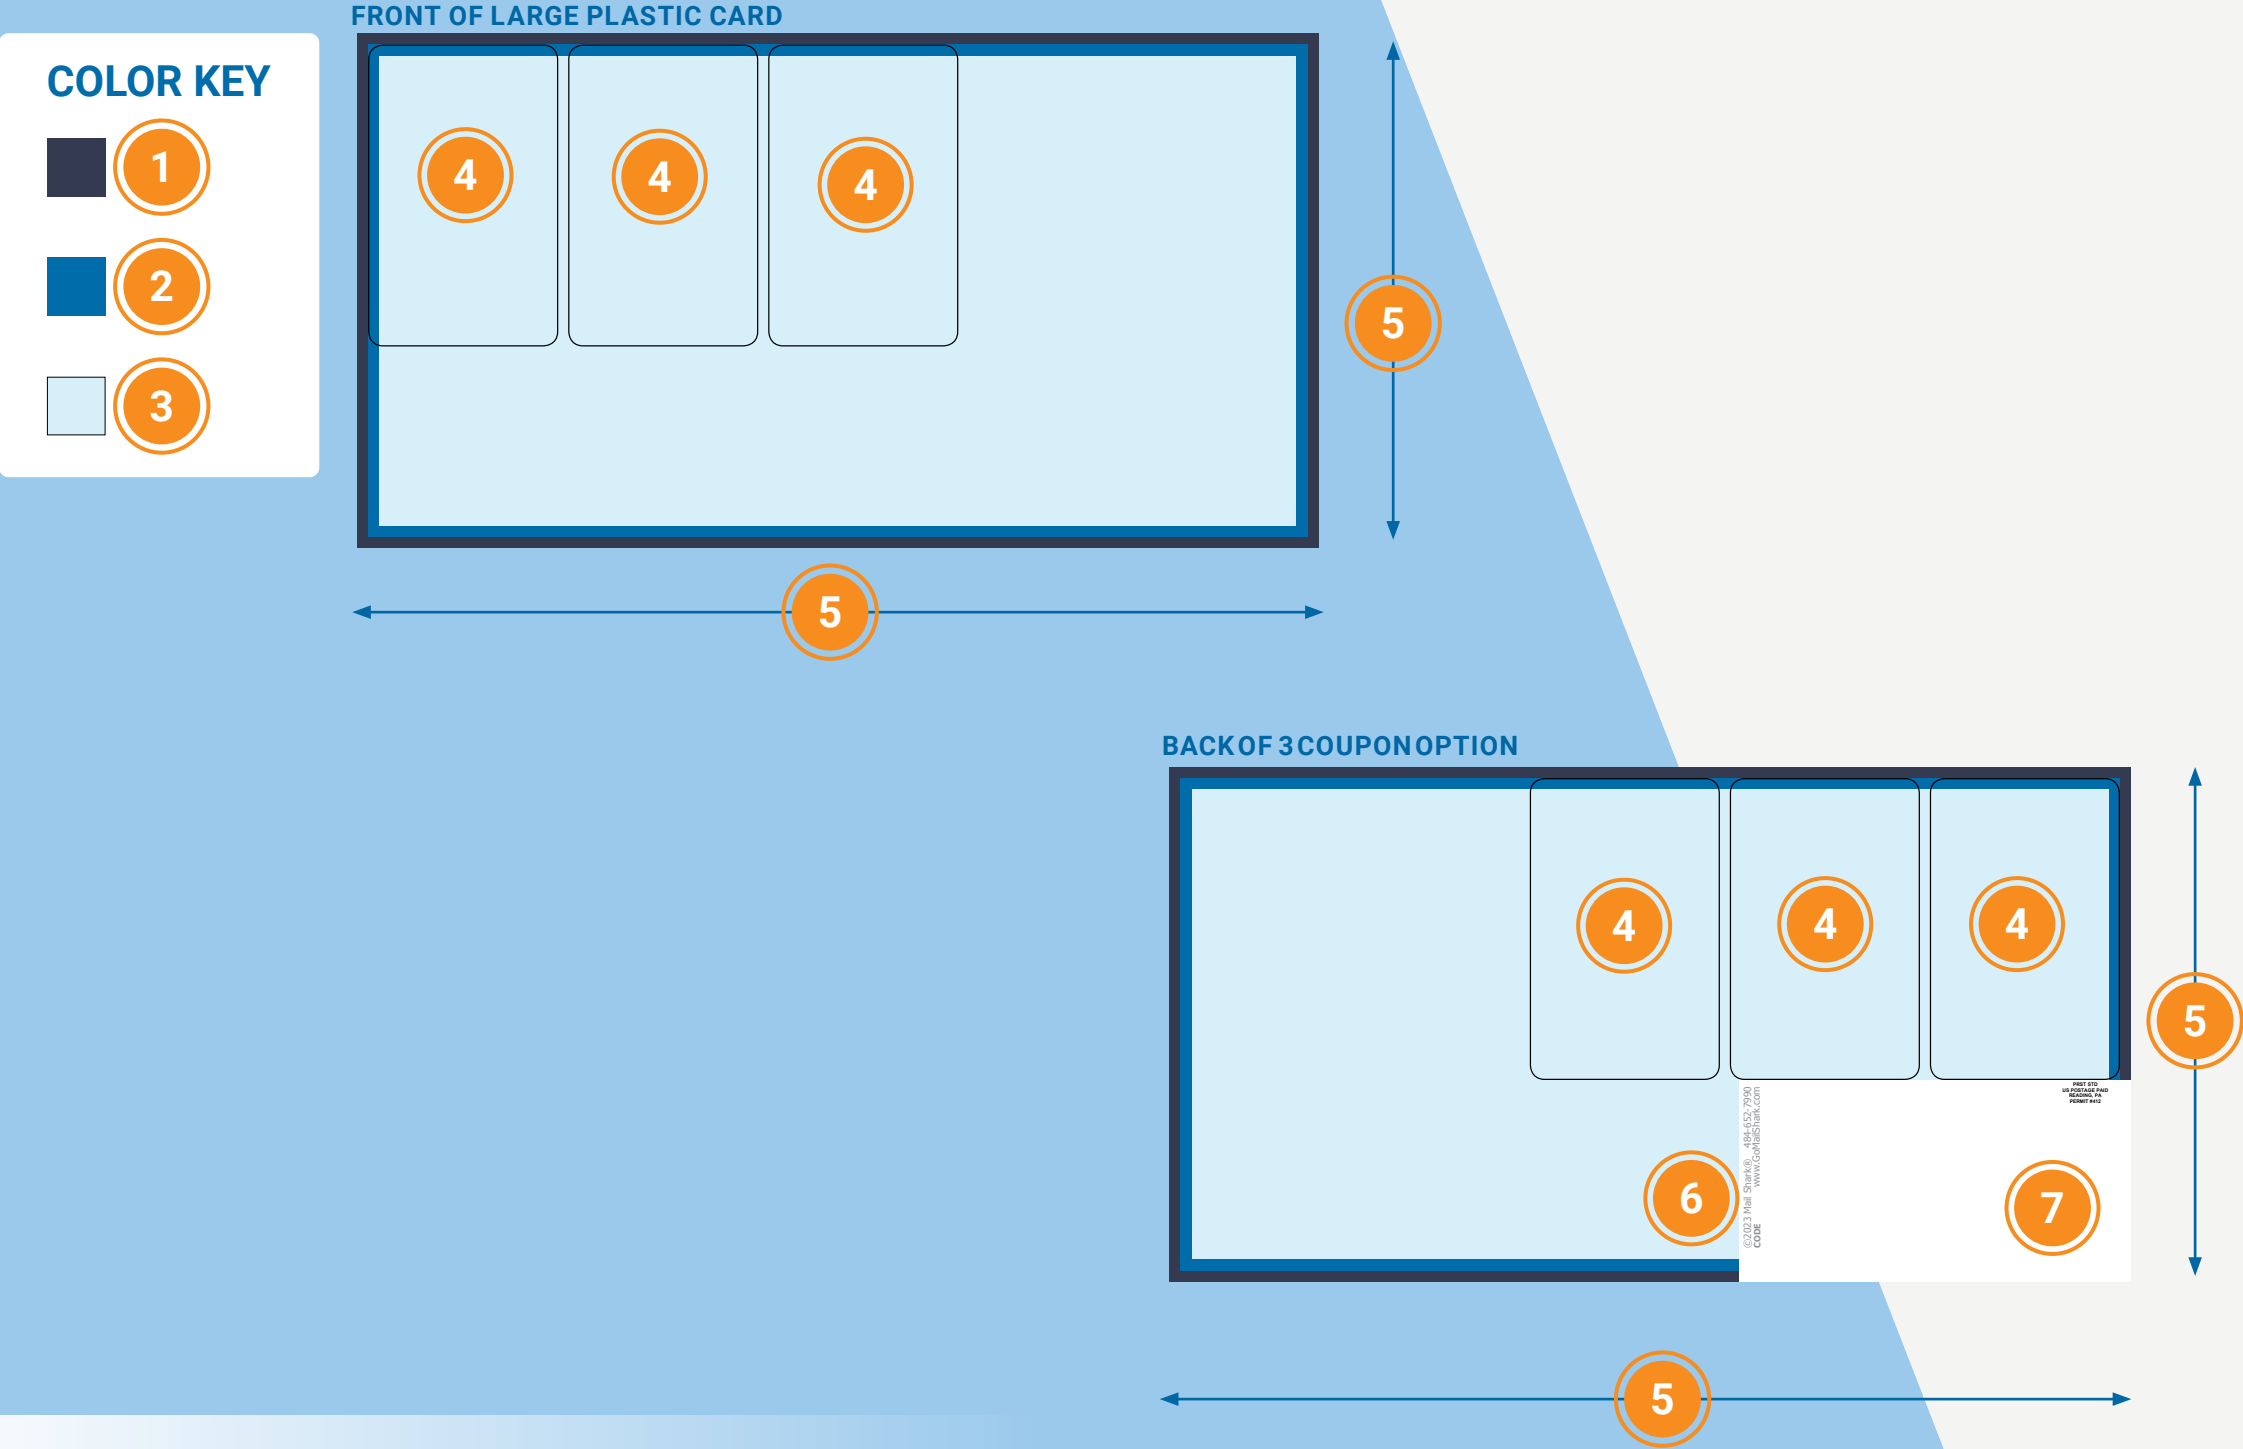 FRONT OF LARGE PLASTIC CARD
COLOR KEY
1
2
3
4
4
4
5
5
BACK OF 3 COUPON OPTION
4
4
4
5
PRST STD
US POSTAGE PAID
READING, PA
PERMIT #412
©2023 Mail Shark® 484-652-7990
CODE www.GoMailShark.com
6
7
5